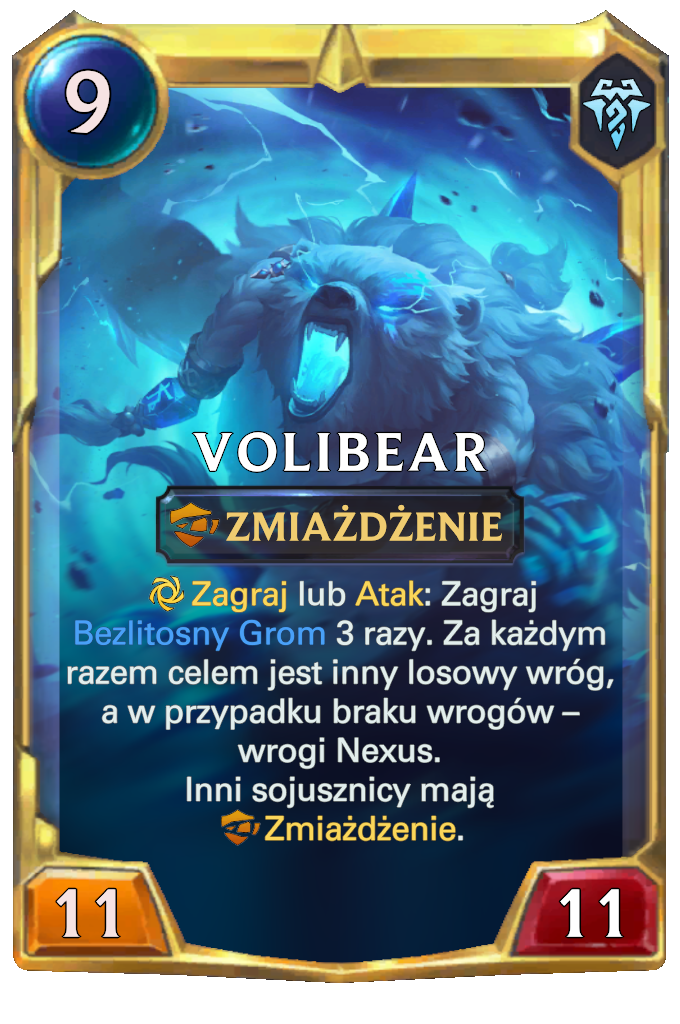 9
VOLIBEAR
ZMIAŻDŻENIE
Zagraj lub Atak: Zagraj
Bezlitosny Grom 3 razy. Za każdym
razem celem jest inny losowy wróg,
a w przypadku braku wrogów –
wrogi Nexus.
Inni sojusznicy mają
Zmiażdżenie.
11
11